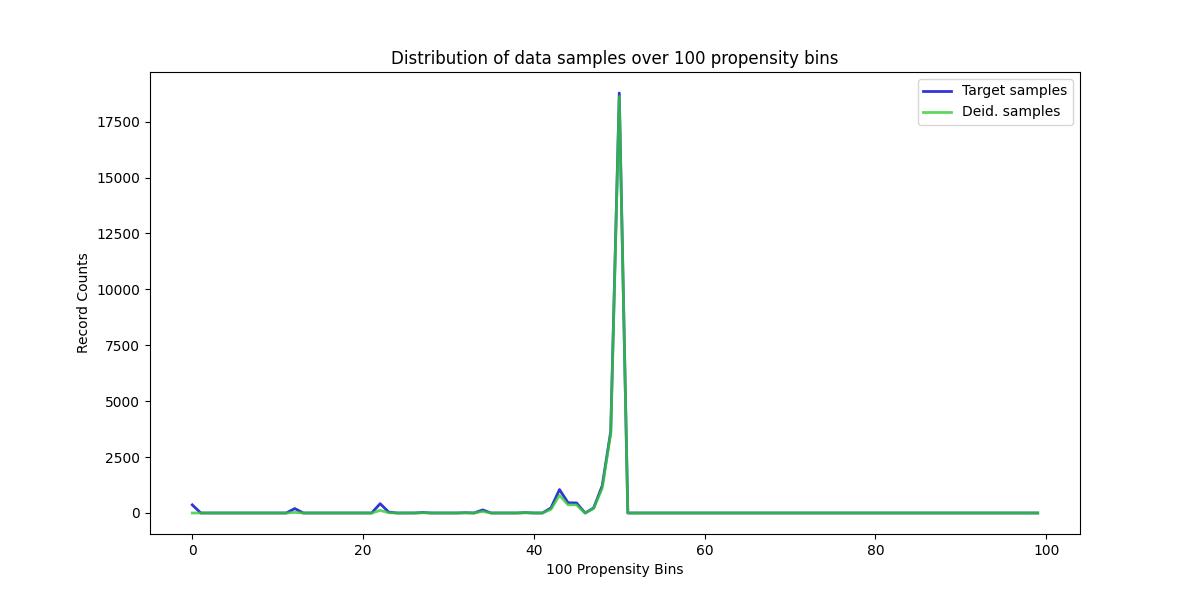 Distribution of data samples over 100 propensity bins
Target samples
Deid. samples
17500
15000
12500
10000
7500
5000
2500
0
Record Counts
0 20 40 60 80 100
100 Propensity Bins